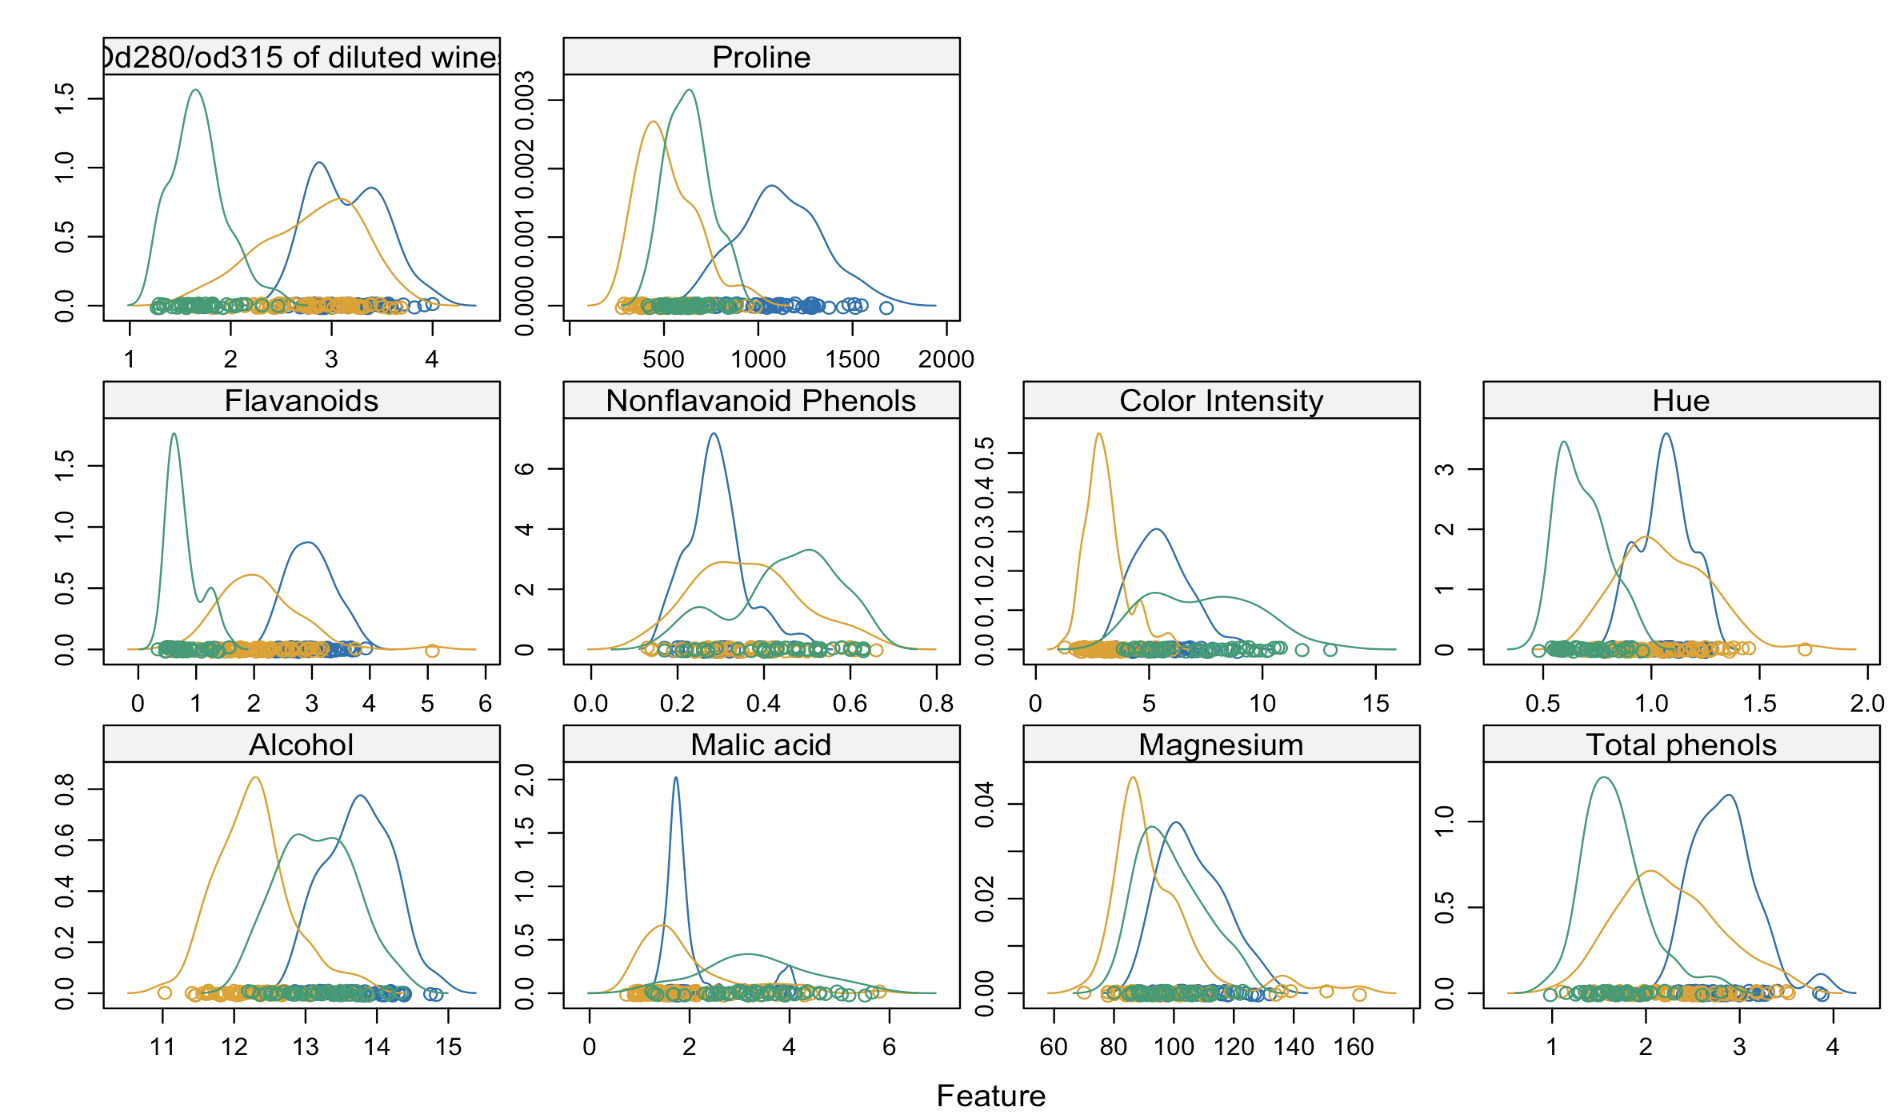 Od280/od315 of diluted wines
Proline
1.5
1.0
0.5
0.0
0.003
0.002
0.001
0.000
1 2 3 4
500 1000 1500 2000
Flavanoids
Nonflavanoid Phenols
Color Intensity
Hue
1.5
1.0
0.5
0.0
6
4
2
0
0.5
0.4
0.3
0.2
0.1
0.0
3
2
1
0
0 1 2 3 4 5 6
0.0 0.2 0.4 0.6 0.8
0 5 10 15
0.5 1.0 1.5 2.0
Alcohol
Malic acid
Magnesium
Total phenols
0.8
0.6
0.4
0.2
0.0
2.0
1.5
1.0
0.5
0.0
0.04
0.02
0.00
1.0
0.5
0.0
11 12 13 14 15
0 2 4 6
60 80 100 120 140 160
1 2 3 4
Feature